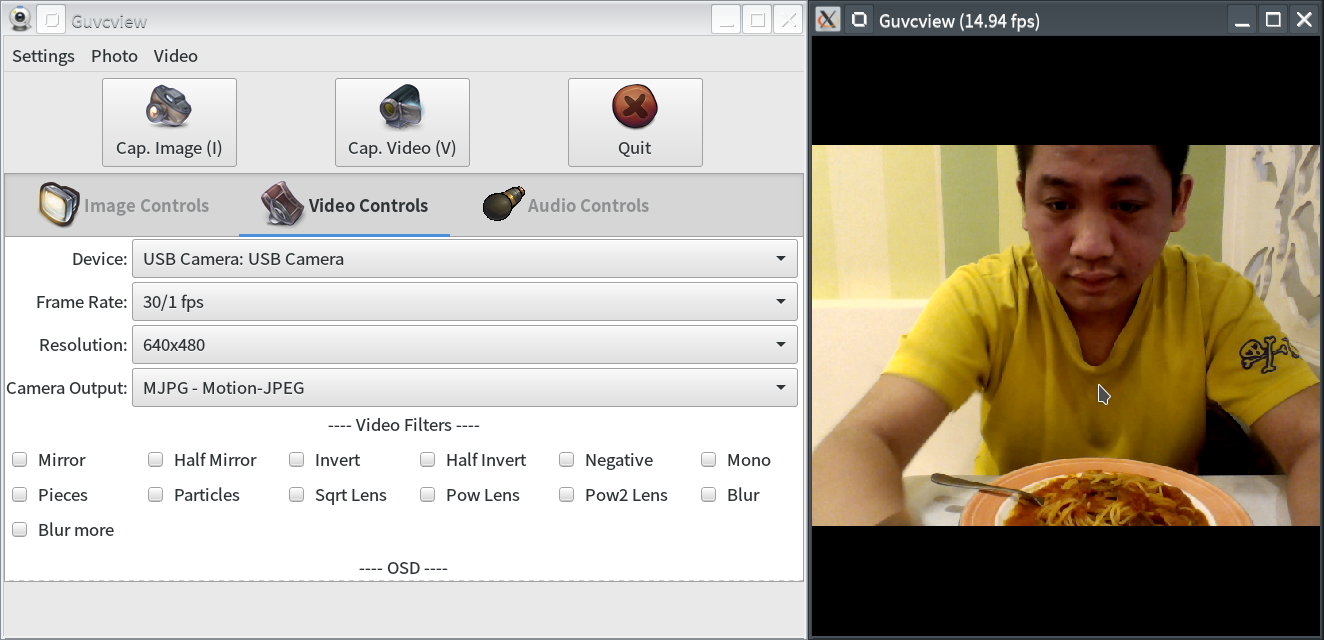 Guvcview
Guvcview (14.94 fps)
Settings Photo Video
Cap. Image (I) Cap. Video (V) Quit
Image Controls Video Controls Audio Controls
Device: USB Camera: USB Camera
Frame Rate: 30/1 fps
Resolution: 640x480
Camera Output: MJPG - Motion-JPEG
---- Video Filters ----
Mirror Half Mirror Invert Half Invert Negative Mono
Pieces Particles Sqrt Lens Pow Lens Pow2 Lens Blur
Blur more
---- OSD ----